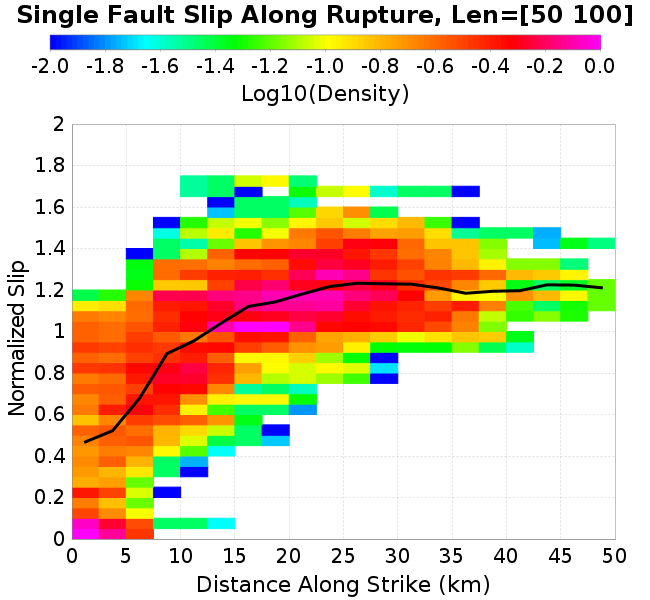 Single Fault Slip Along Rupture, Len=[50 100]
-2.0 -1.8 -1.6 -1.4 -1.2 -1.0 -0.8 -0.6 -0.4 -0.2 0.0
Log10(Density)
2
1.8
1.6
1.4
1.2
1
0.8
0.6
0.4
0.2
0
Normalized Slip
0 5 10 15 20 25 30 35 40 45 50
Distance Along Strike (km)